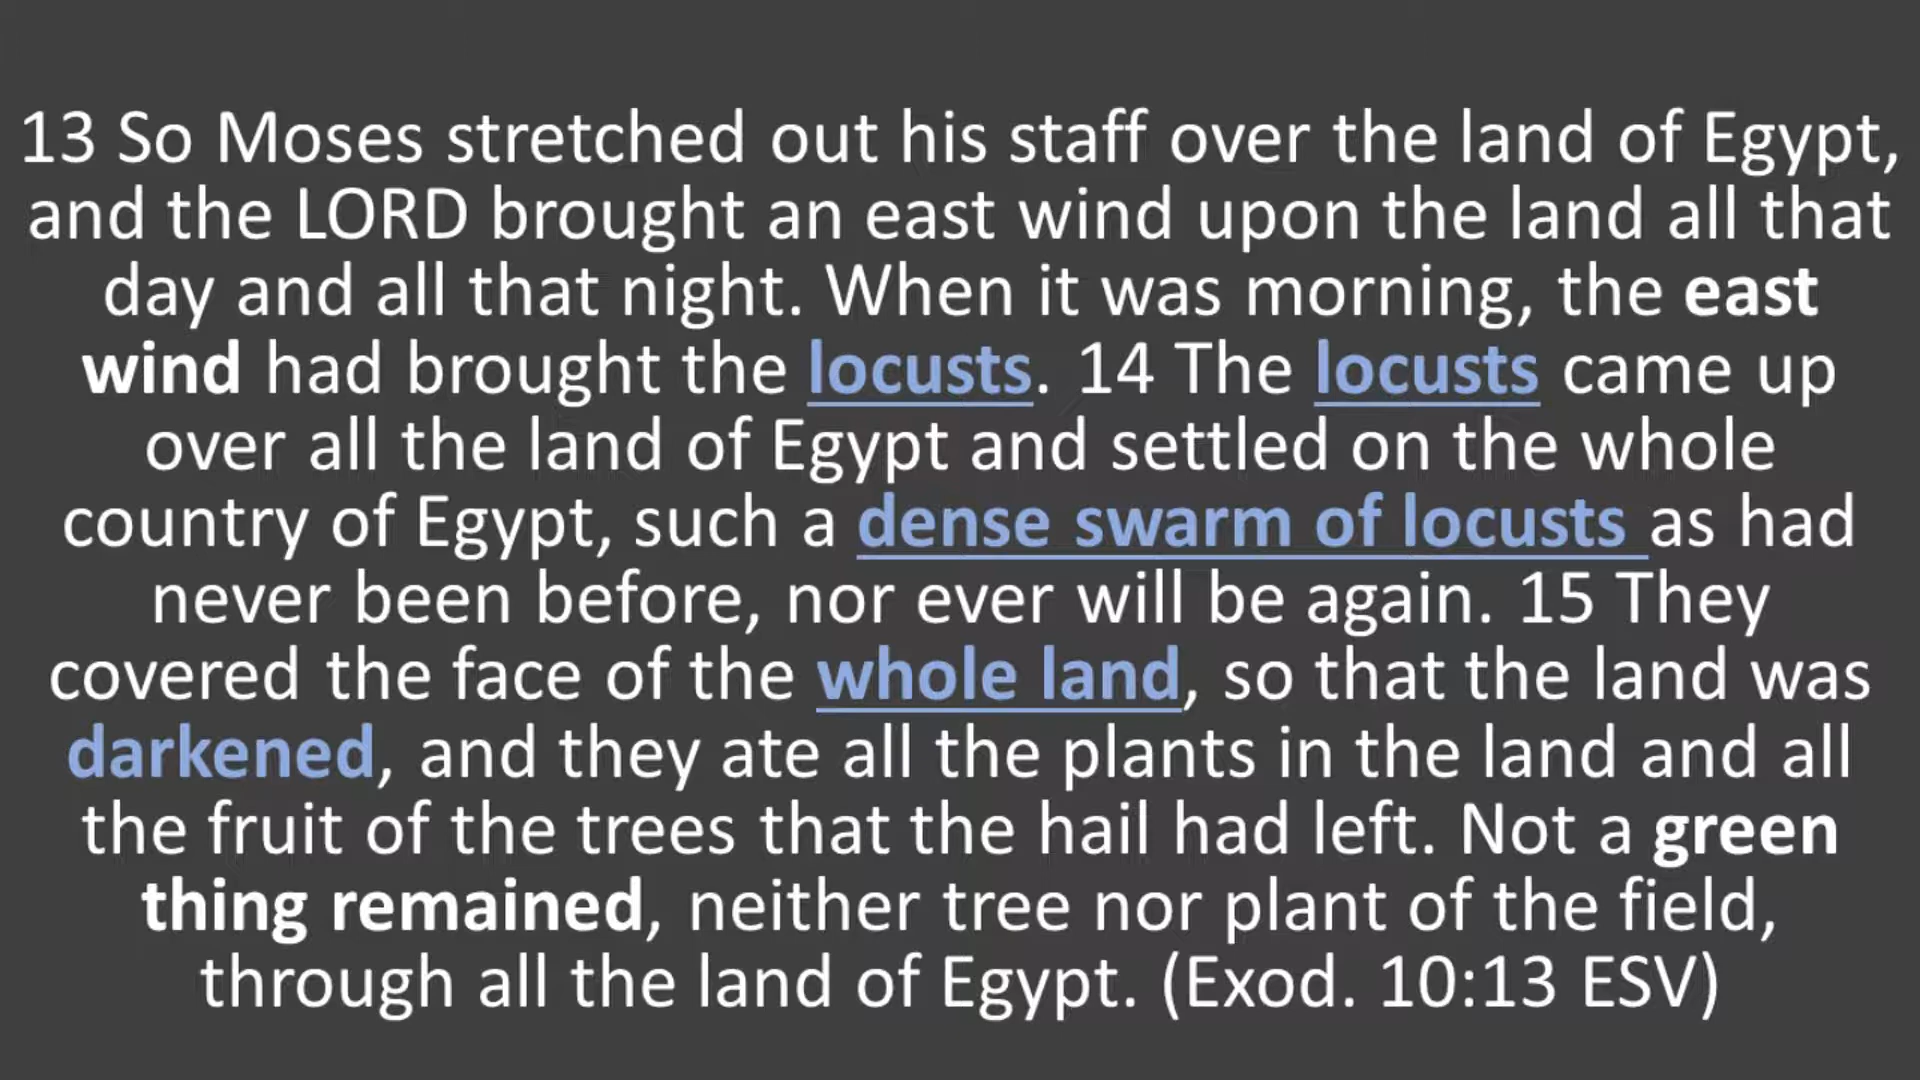 13 So Moses stretched out his staff over the land of Egypt,
and the LORD brought an east wind upon the land all that
day and all that night. When it was morning, the east
wind had brought the locusts. 14 The locusts came up
over all the land of Egypt and settled on the whole
country of Egypt, such a dense swarm of locusts as had
never been before, nor ever will be again. 15 They
covered the face of the whole land, so that the land was
darkened, and they ate all the plants in the land and all
the fruit of the trees that the hail had left. Not a green
thing remained, neither tree nor plant of the field,
through all the land of Egypt. (Exod. 10:13 ESV)